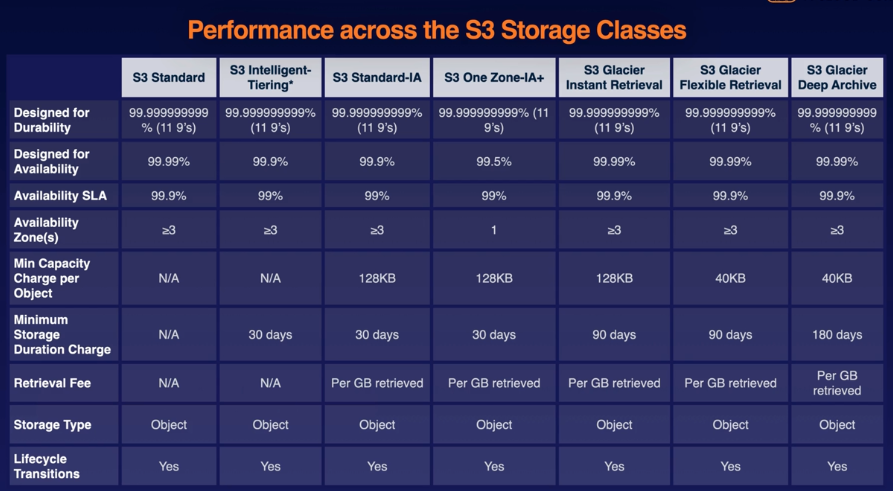 Performance across the S3 Storage Classes
S3 Standard
S3 Intelligent-
Tiering*
S3 Standard-IA
S3 One Zone-IA+
S3 Glacier
Instant Retrieval
S3 Glacier
Flexible Retrieval
S3 Glacier
Deep Archive
Designed for
Durability
99.999999999
% (11 9's)
99.999999999%
(11 9's)
99.999999999%
(11 9's)
99.999999999% (11
9's)
99.999999999%
(11 9's)
99.999999999%
(11 9's)
99.999999999
% (11 9's)
Designed for
Availability
99.99%
99.9%
99.9%
99.5%
99.99%
99.99%
99.99%
Availability SLA
99.9%
99%
99%
99%
99.9%
99.9%
99.9%
Availability
Zone(s)
≥3
≥3
≥3
1
≥3
≥3
≥3
Min Capacity
Charge per
Object
N/A
N/A
128KB
128KB
128KB
40KB
40KB
Minimum
Storage
Duration Charge
N/A
30 days
30 days
30 days
90 days
90 days
180 days
Retrieval Fee
N/A
N/A
Per GB retrieved
Per GB retrieved
Per GB retrieved
Per GB retrieved
Per GB
retrieved
Storage Type
Object
Object
Object
Object
Object
Object
Object
Lifecycle
Transitions
Yes
Yes
Yes
Yes
Yes
Yes
Yes